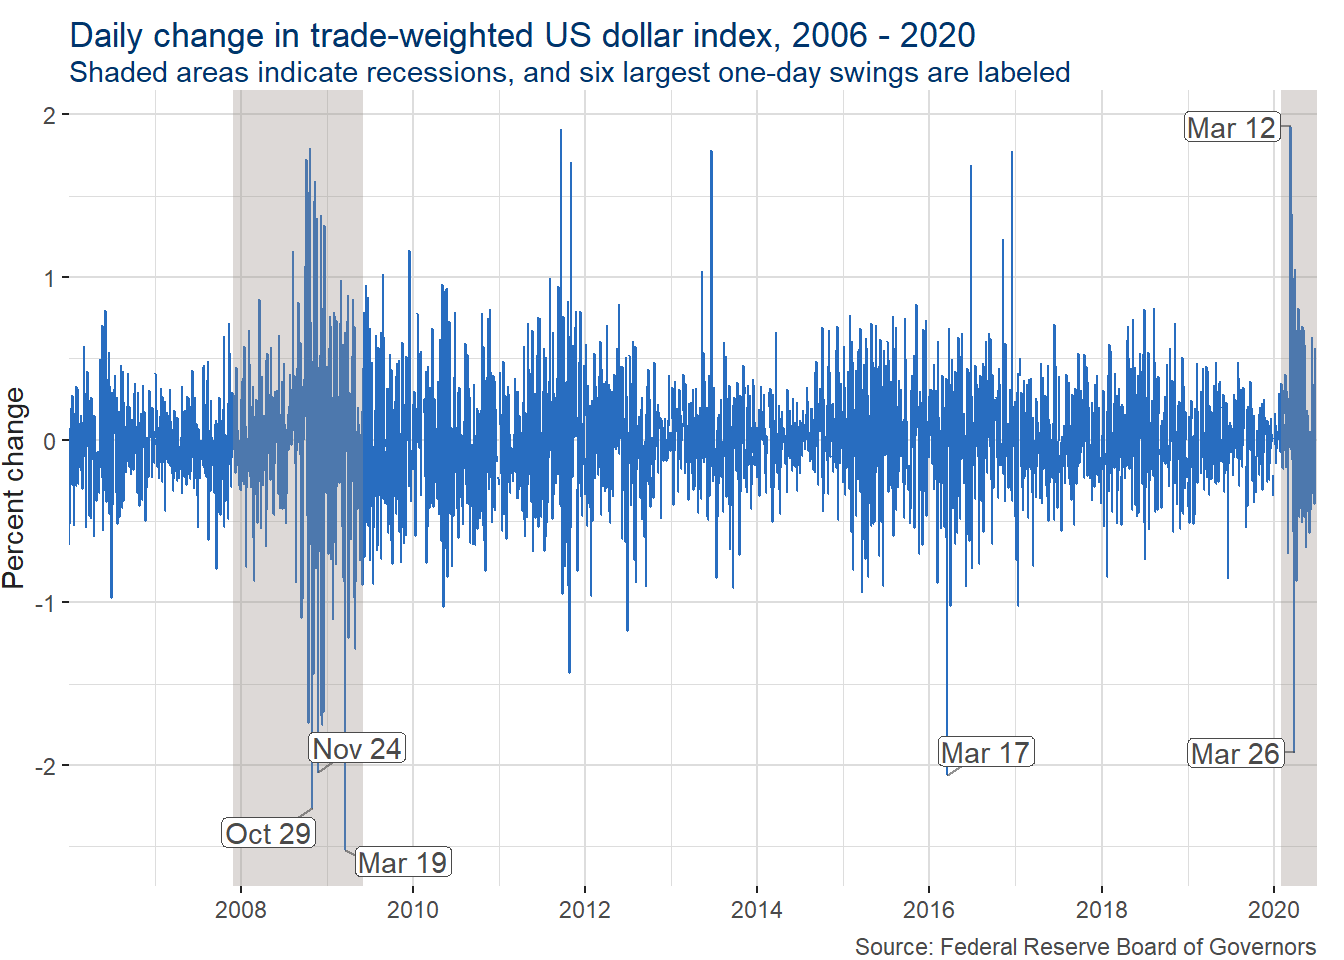 Daily change in trade-weighted US dollar index, 2006 - 2020
Shaded areas indicate recessions, and six largest one-day swings are labeled
Percent change
2
1
0
-1
-2
Mar 12
Nov 24
Mar 17
Mar 26
Oct 29
Mar 19
2008 2010 2012 2014 2016 2018 2020
Source: Federal Reserve Board of Governors